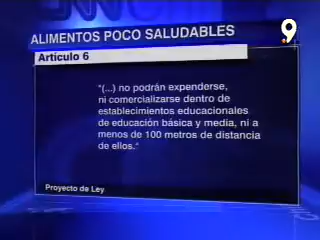 9
ALIMENTOS POCO SALUDABLES
Artículo 6
"(...) no podrán expenderse,
ni comercializarse dentro de
establecimientos educacionales
de educación básica y media, ni a
menos de 100 metros de distancia
de ellos."
Proyecto de Ley